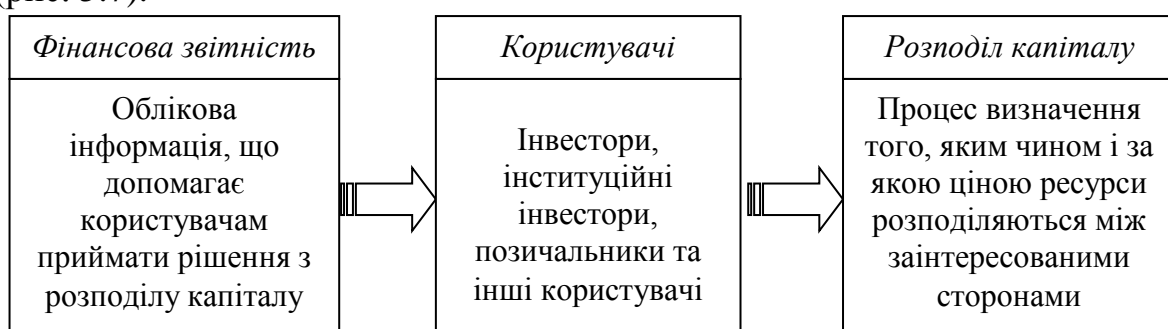 (рис. 3.7).
Фінансова звітність
Облікова
інформація, що
допомагає
користувачам
приймати рішення з
розподілу капіталу
Користувачі
Інвестори,
інституційні
інвестори,
позичальники та
інші користувачі
Розподіл капіталу
Процес визначення
того, яким чином і за
якою ціною ресурси
розподіляються між
заінтересованими
сторонами